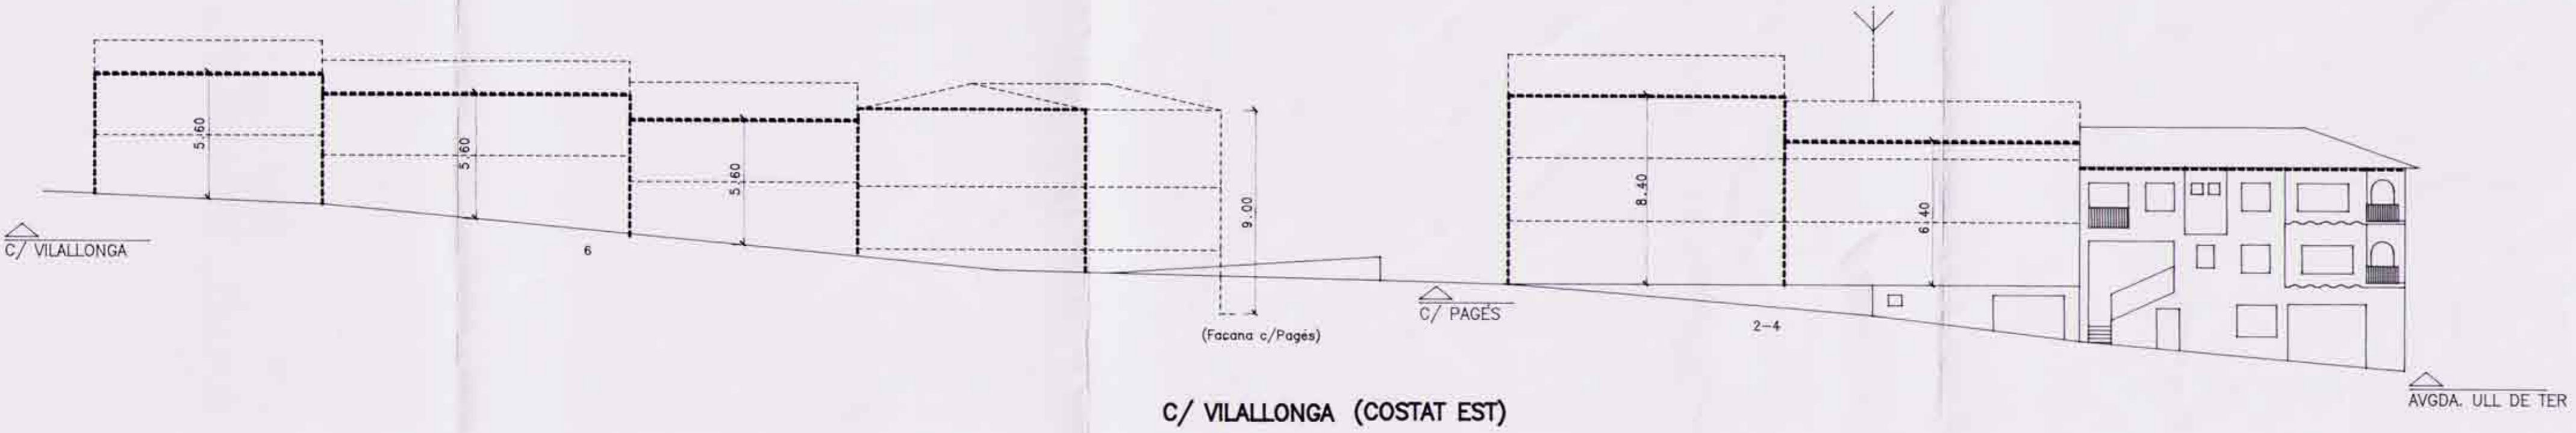 5.60
5.60
5.60
9.00
8.40
6.40
C/ VILALLONGA
6
(Facana c/Pagés)
C/ PAGÉS
2-4
AVGDA. ULL DE TER
C/ VILALLONGA (COSTAT EST)